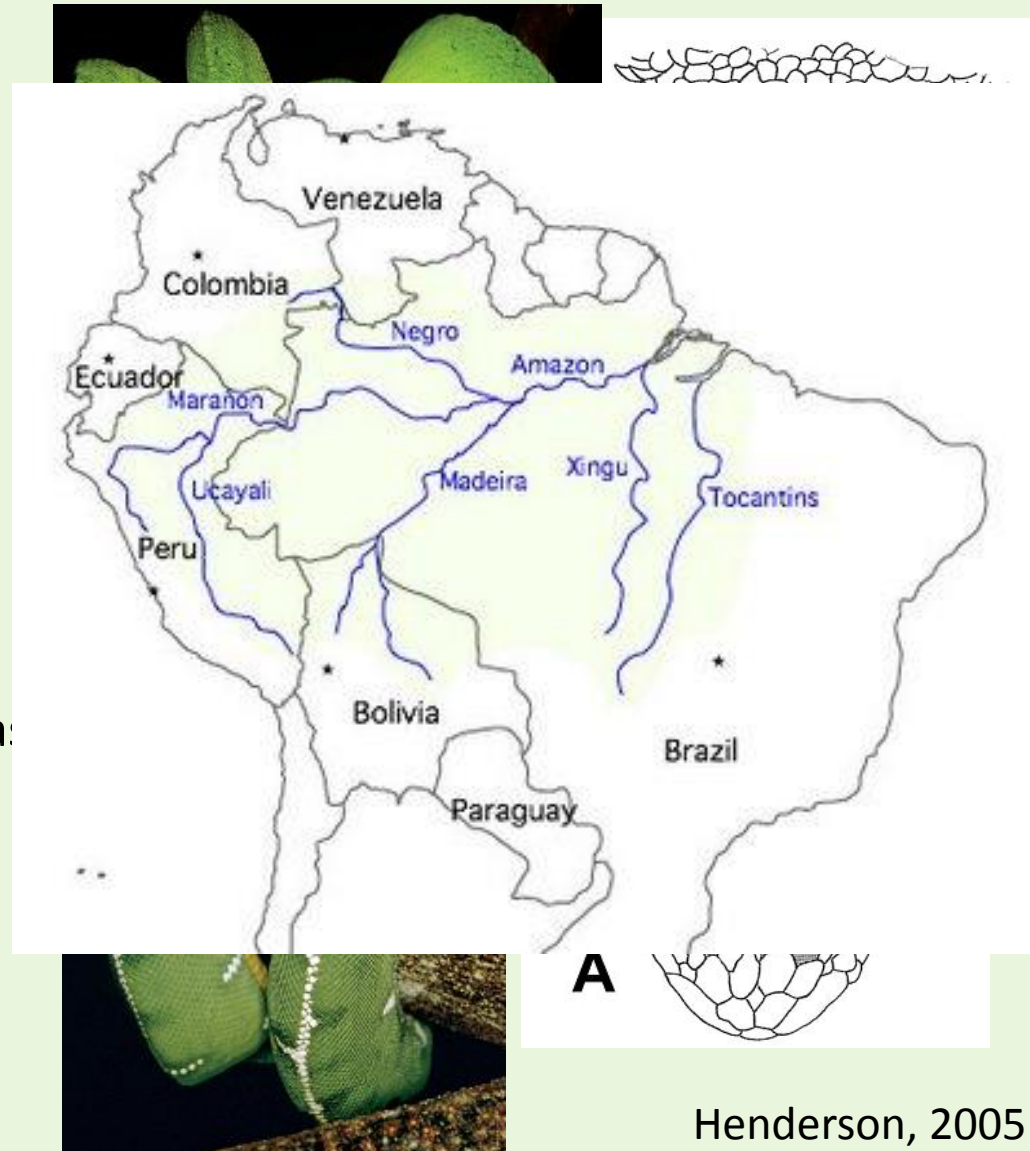 Venezuela
Colombia
Negro
Amazon
Ecuador
Marañon
Xingu
Madeira
Ucayali
Tocantins
Peru
Bolivia
Brazil
Paraguay
A
Henderson, 2005